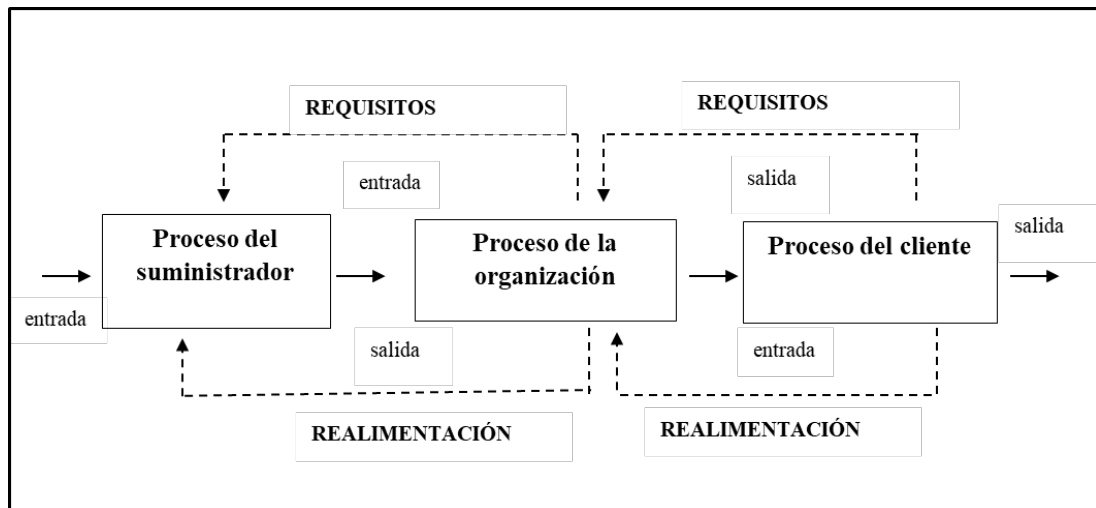 REQUISITOS
REQUISITOS
entrada
salida
Proceso del
suministrador
Proceso de la
organización
Proceso del cliente
salida
entrada
salida
entrada
REALIMENTACIÓN
REALIMENTACIÓN